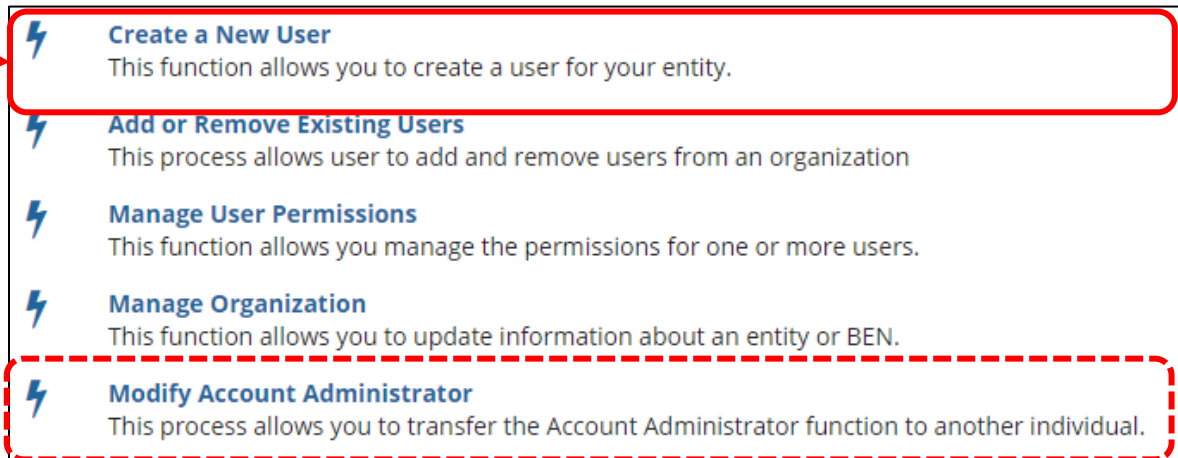 Create a New User
This function allows you to create a user for your entity.
Add or Remove Existing Users
This process allows user to add and remove users from an organization
Manage User Permissions
This function allows you manage the permissions for one or more users.
Manage Organization
This function allows you to update information about an entity or BEN.
Modify Account Administrator
This process allows you to transfer the Account Administrator function to another individual.